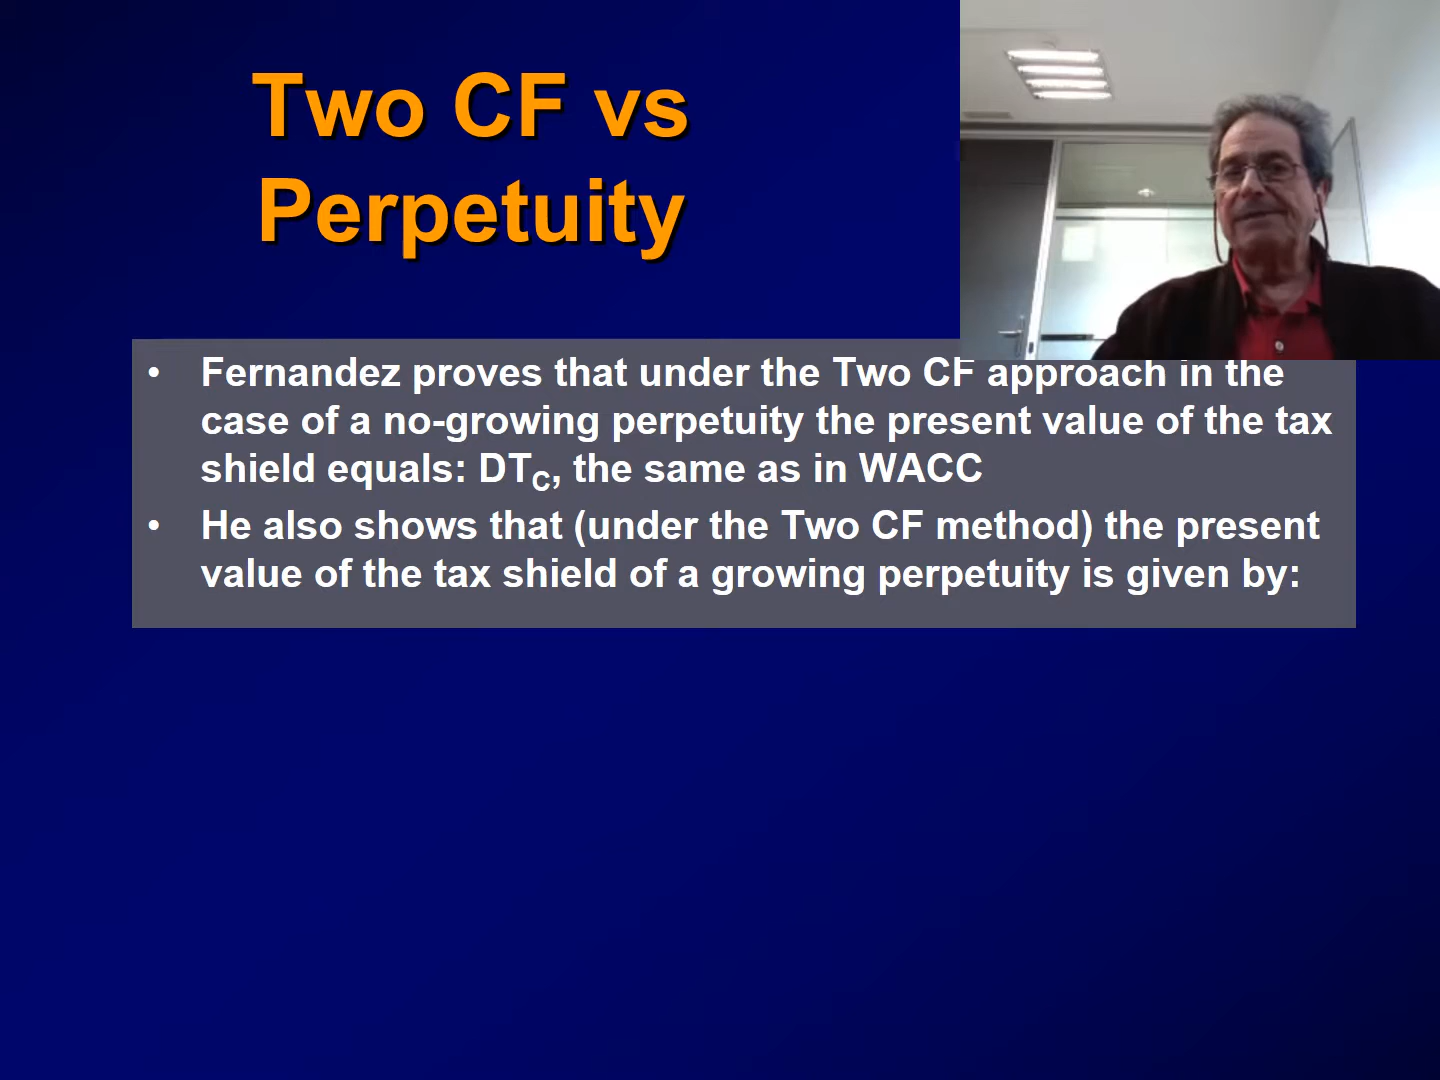 Two CF vs
Perpetuity
• Fernandez proves that under the Two CF approach in the
case of a no-growing perpetuity the present value of the tax
shield equals: DTC, the same as in WACC
• He also shows that (under the Two CF method) the present
value of the tax shield of a growing perpetuity is given by: